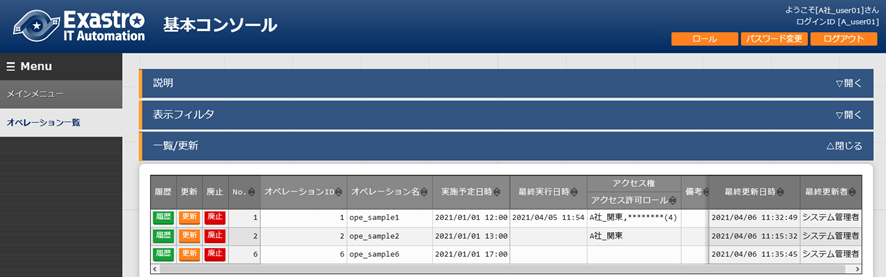 Exastro
IT Automation
基本コンソール
ようこそ[A社_user01]さん
ログインID [A_user01]
ロール パスワード変更 ログアウト
☰ Menu
メインメニュー
オペレーション一覧
説明 ▽開く
表示フィルタ ▽開く
一覧/更新 △閉じる
履歴 更新 廃止 No. オペレーションID オペレーション名 実施予定日時 最終実行日時 アクセス権 備考 最終更新日時 最終更新者
アクセス許可ロール
履歴 更新 廃止 1 1 ope_sample1 2021/01/01 12:00 2021/04/05 11:54 A社_関東,********(4) 2021/04/06 11:32:49 システム管理者
履歴 更新 廃止 2 2 ope_sample2 2021/01/01 13:00 A社_関東 2021/04/06 11:15:32 システム管理者
履歴 更新 廃止 6 6 ope_sample6 2021/01/01 17:00 2021/04/06 11:35:45 システム管理者